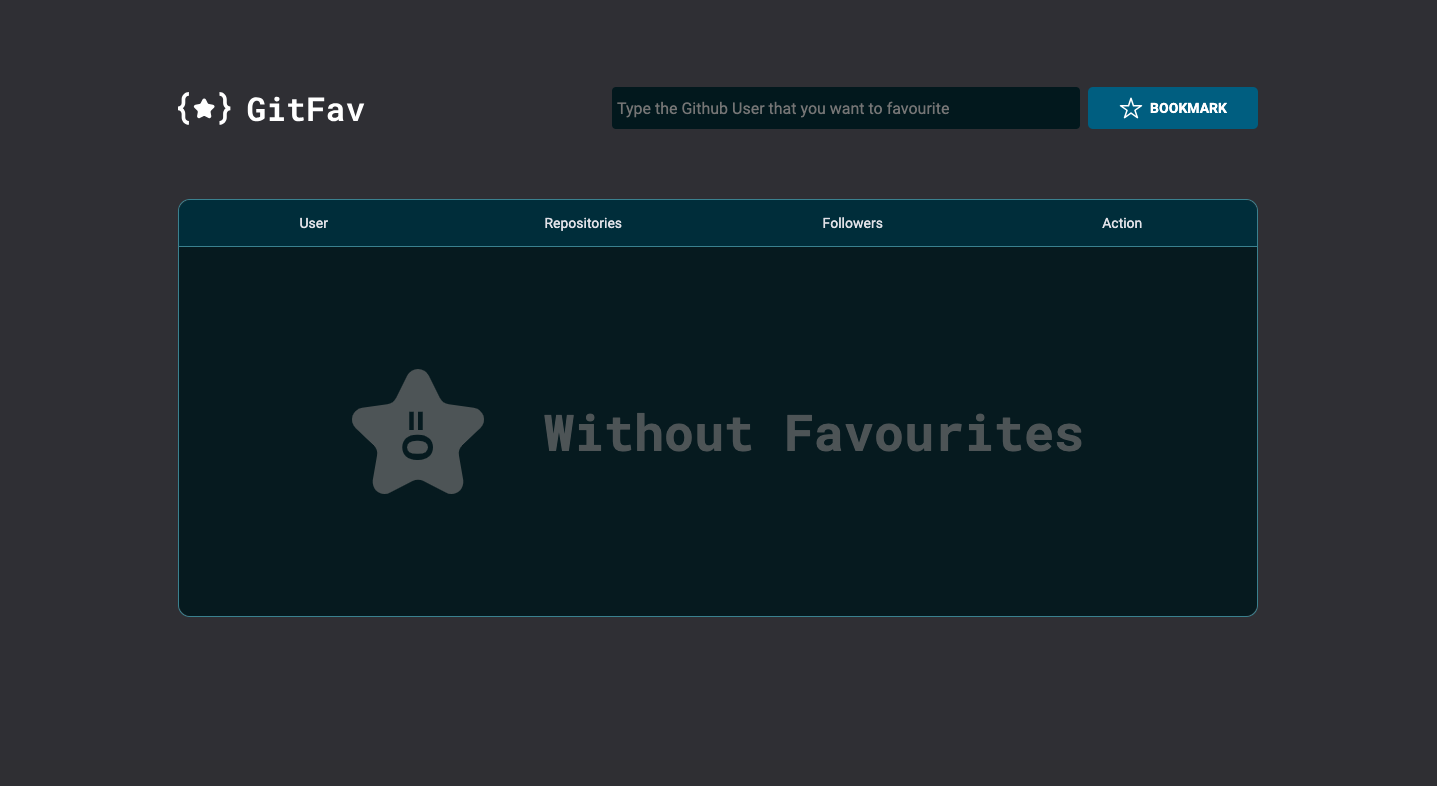 {★} GitFav
Type the Github User that you want to favourite
BOOKMARK
User Repositories Followers Action
Without Favourites